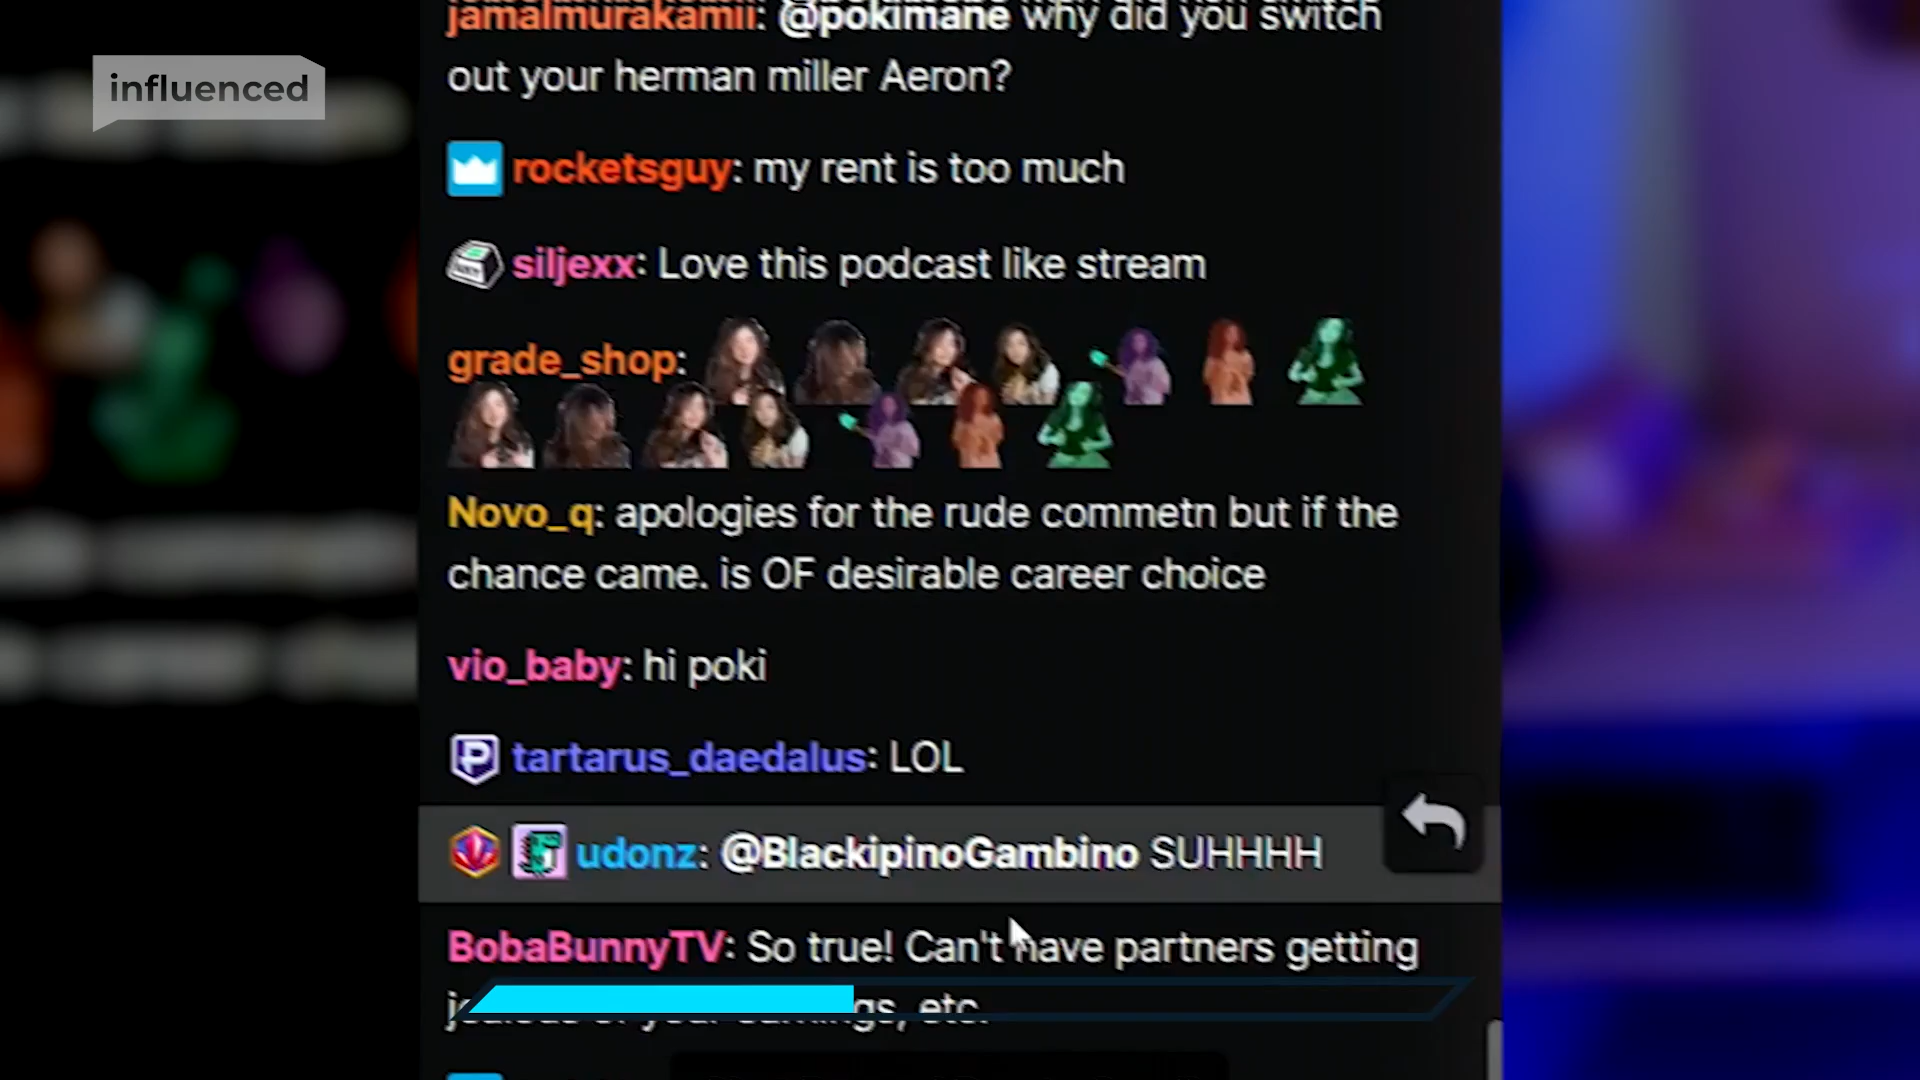 influenced
jamalmurakamii: @pokimane why did you switch
out your herman miller Aeron?
rocketsguy: my rent is too much
siljexx: Love this podcast like stream
grade_shop:
Novo_q: apologies for the rude commetn but if the
chance came. is OF desirable career choice
vio_baby: hi poki
tartarus_daedalus: LOL
udonz: @BlackipinoGambino SUHHHH
BobaBunnyTV: So true! Can't have partners getting
etc.